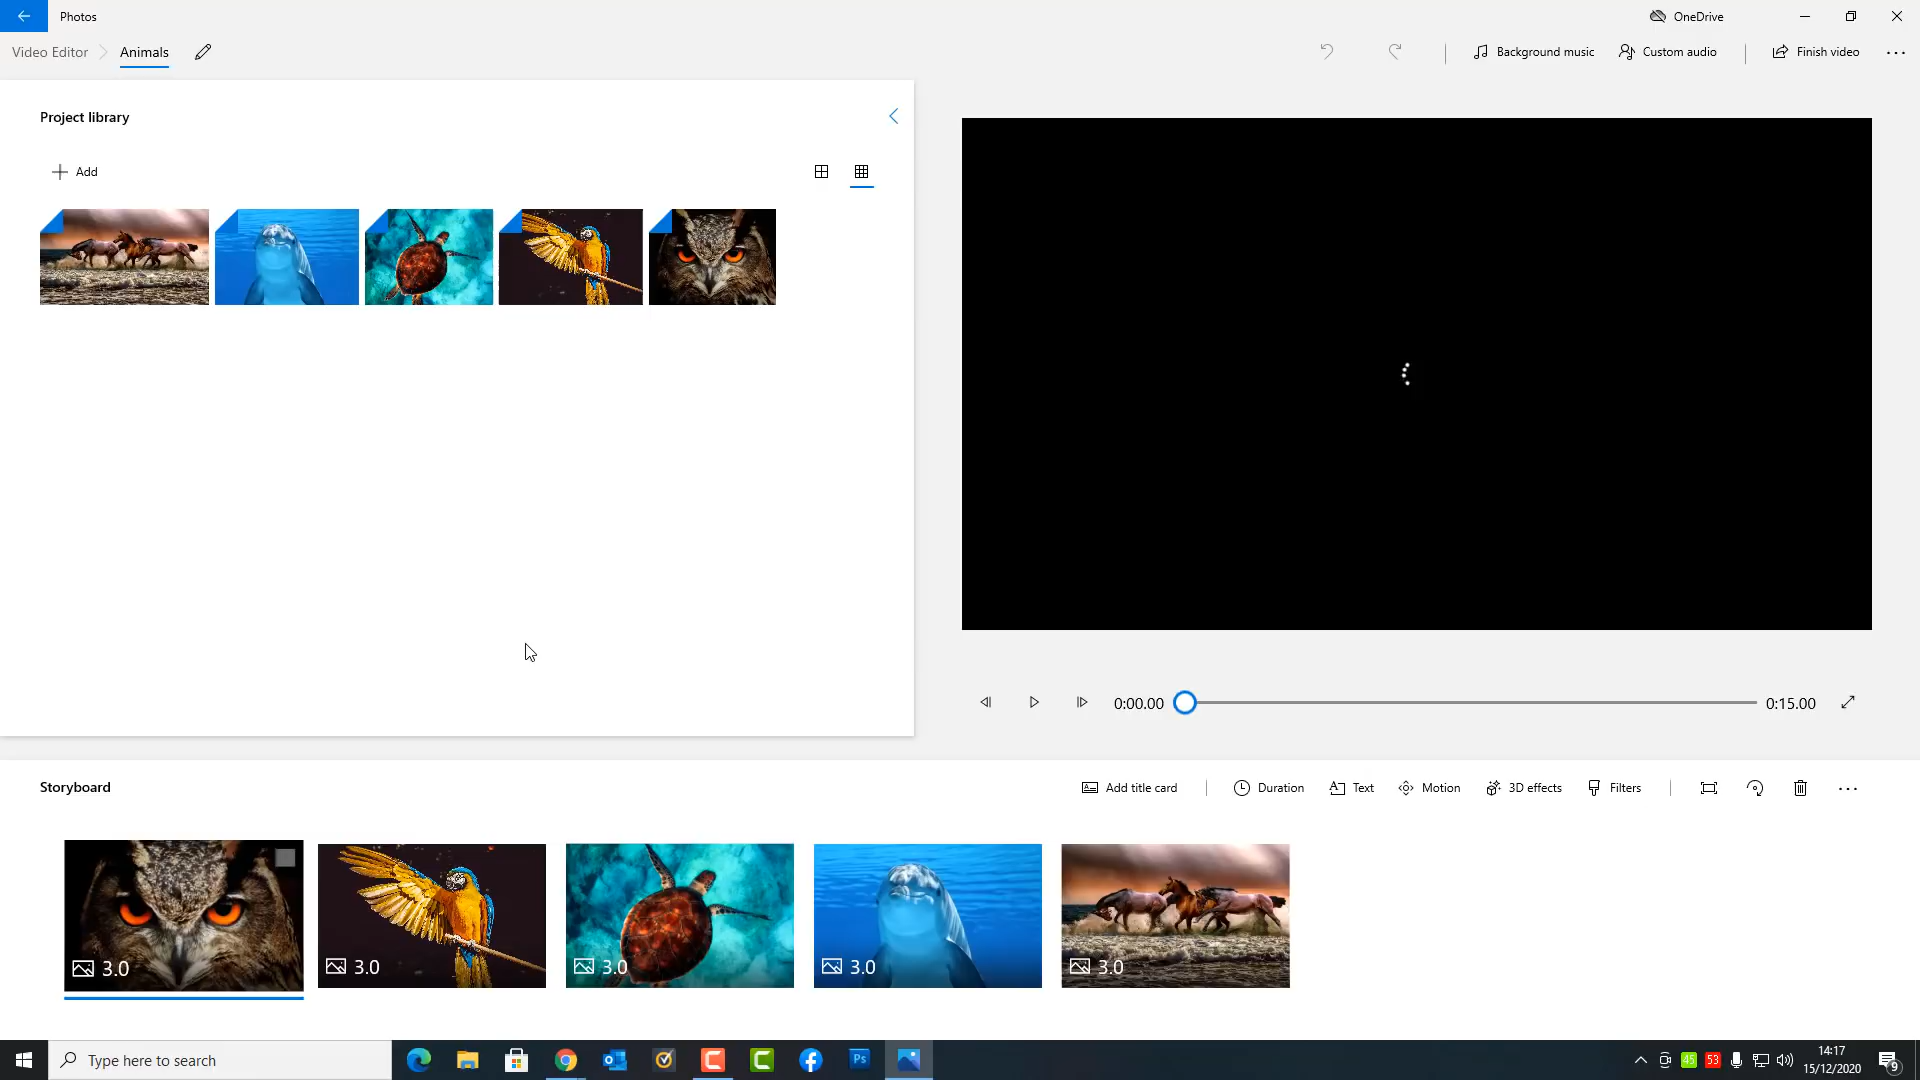 Photos
OneDrive
Video Editor
Animals
Background music
Custom audio
Finish video
Project library
Add
0:00.00
0:15.00
Storyboard
Add title card
Duration
Text
Motion
3D effects
Filters
3.0
3.0
3.0
3.0
3.0
Type here to search
Ps
45
53
14:17
15/12/2020
9